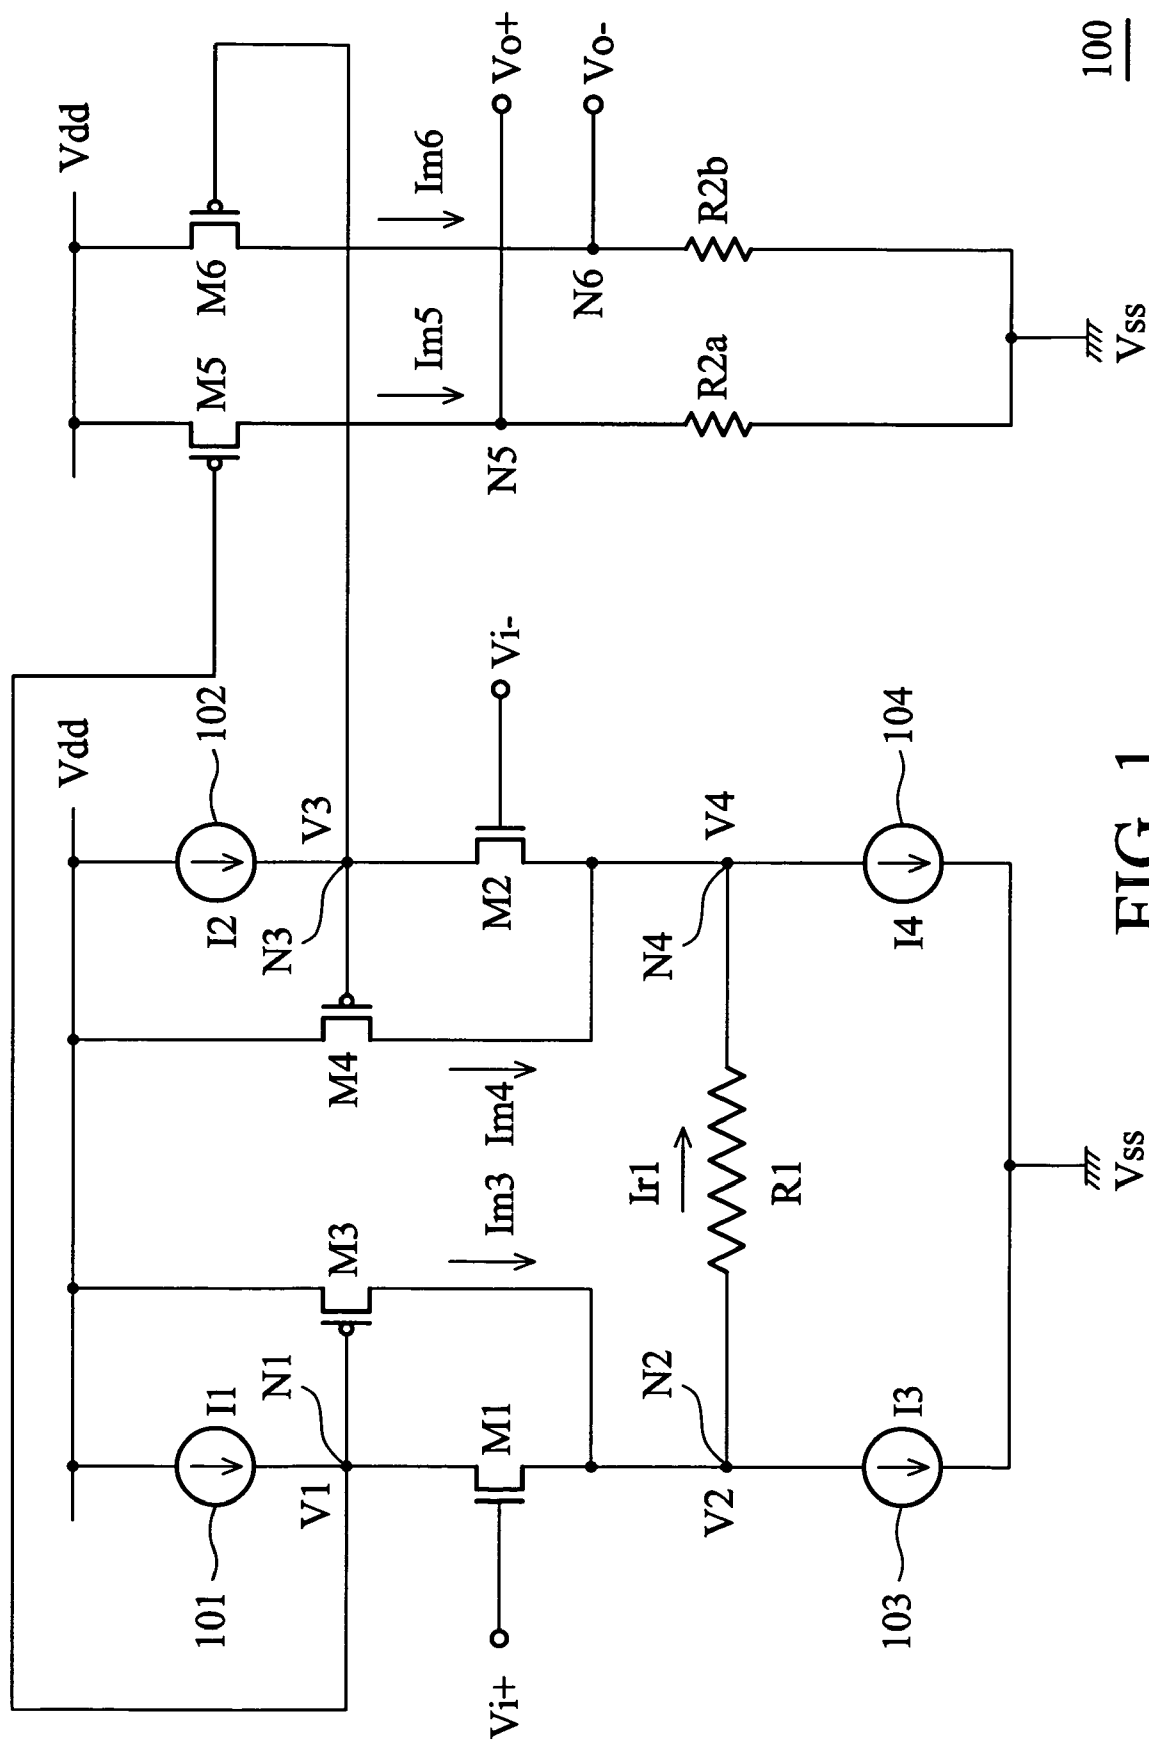 Vdd
Vdd
I1
101
N1
V1
M3
Im3
M1
Vi+
M4
Im4
I2
102
V3
N3
M2
Vi-
N2
V2
Ir1
R1
V4
N4
I3
103
I4
104
Vss
M5
M6
Im5
Im6
Vo+
Vo-
N5
N6
R2a
R2b
Vss
100
FIG. 1